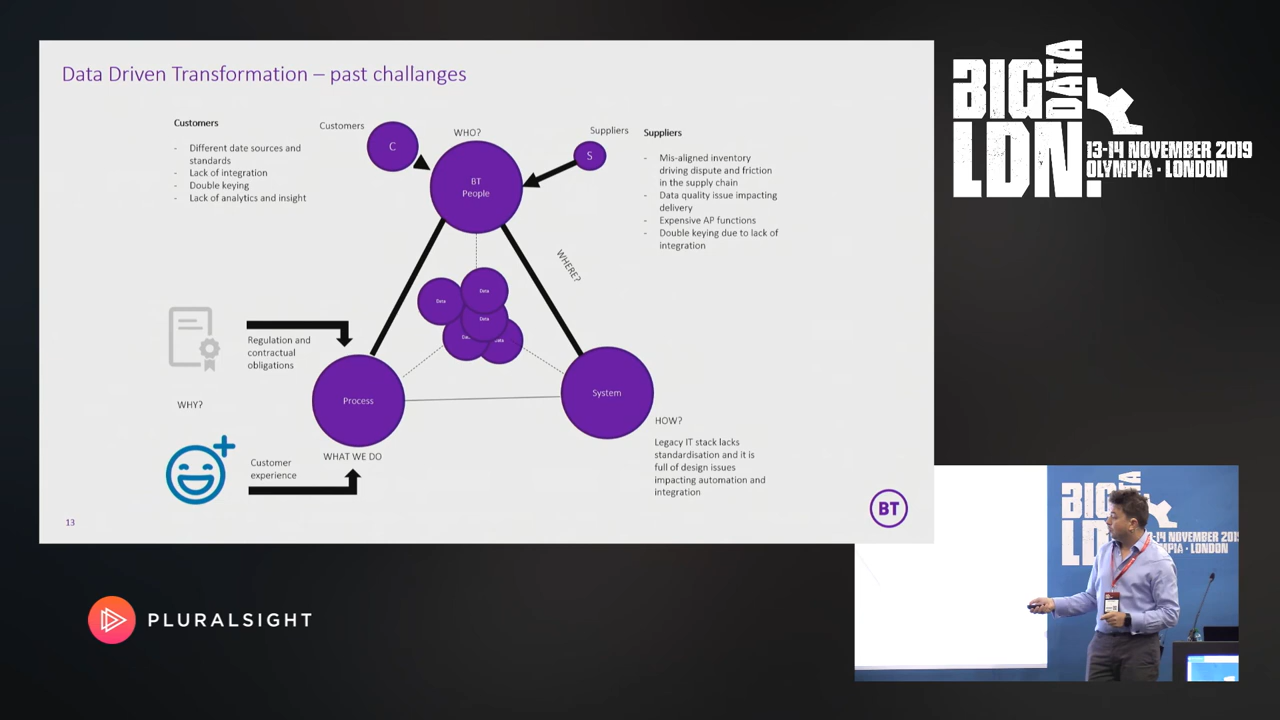 Data Driven Transformation – past challanges
Customers
- Different date sources and
standards
- Lack of integration
- Double keying
- Lack of analytics and insight
Customers
C
WHO?
BT
People
Suppliers
S
Suppliers
- Mis-aligned inventory
driving dispute and friction
in the supply chain
- Data quality issue impacting
delivery
- Expensive AP functions
- Double keying due to lack of
integration
WHERE?
Data
Data
Data
Data
Data
Regulation and
contractual
obligations
WHY?
Process
WHAT WE DO
Customer
experience
System
HOW?
Legacy IT stack lacks
standardisation and it is
full of design issues
impacting automation and
integration
13
BT
BIG
DATA
LDN.
13-14 NOVEMBER 2019
OLYMPIA · LONDON
PLURALSIGHT
BIG
LD
NOVEMBER
LONDON